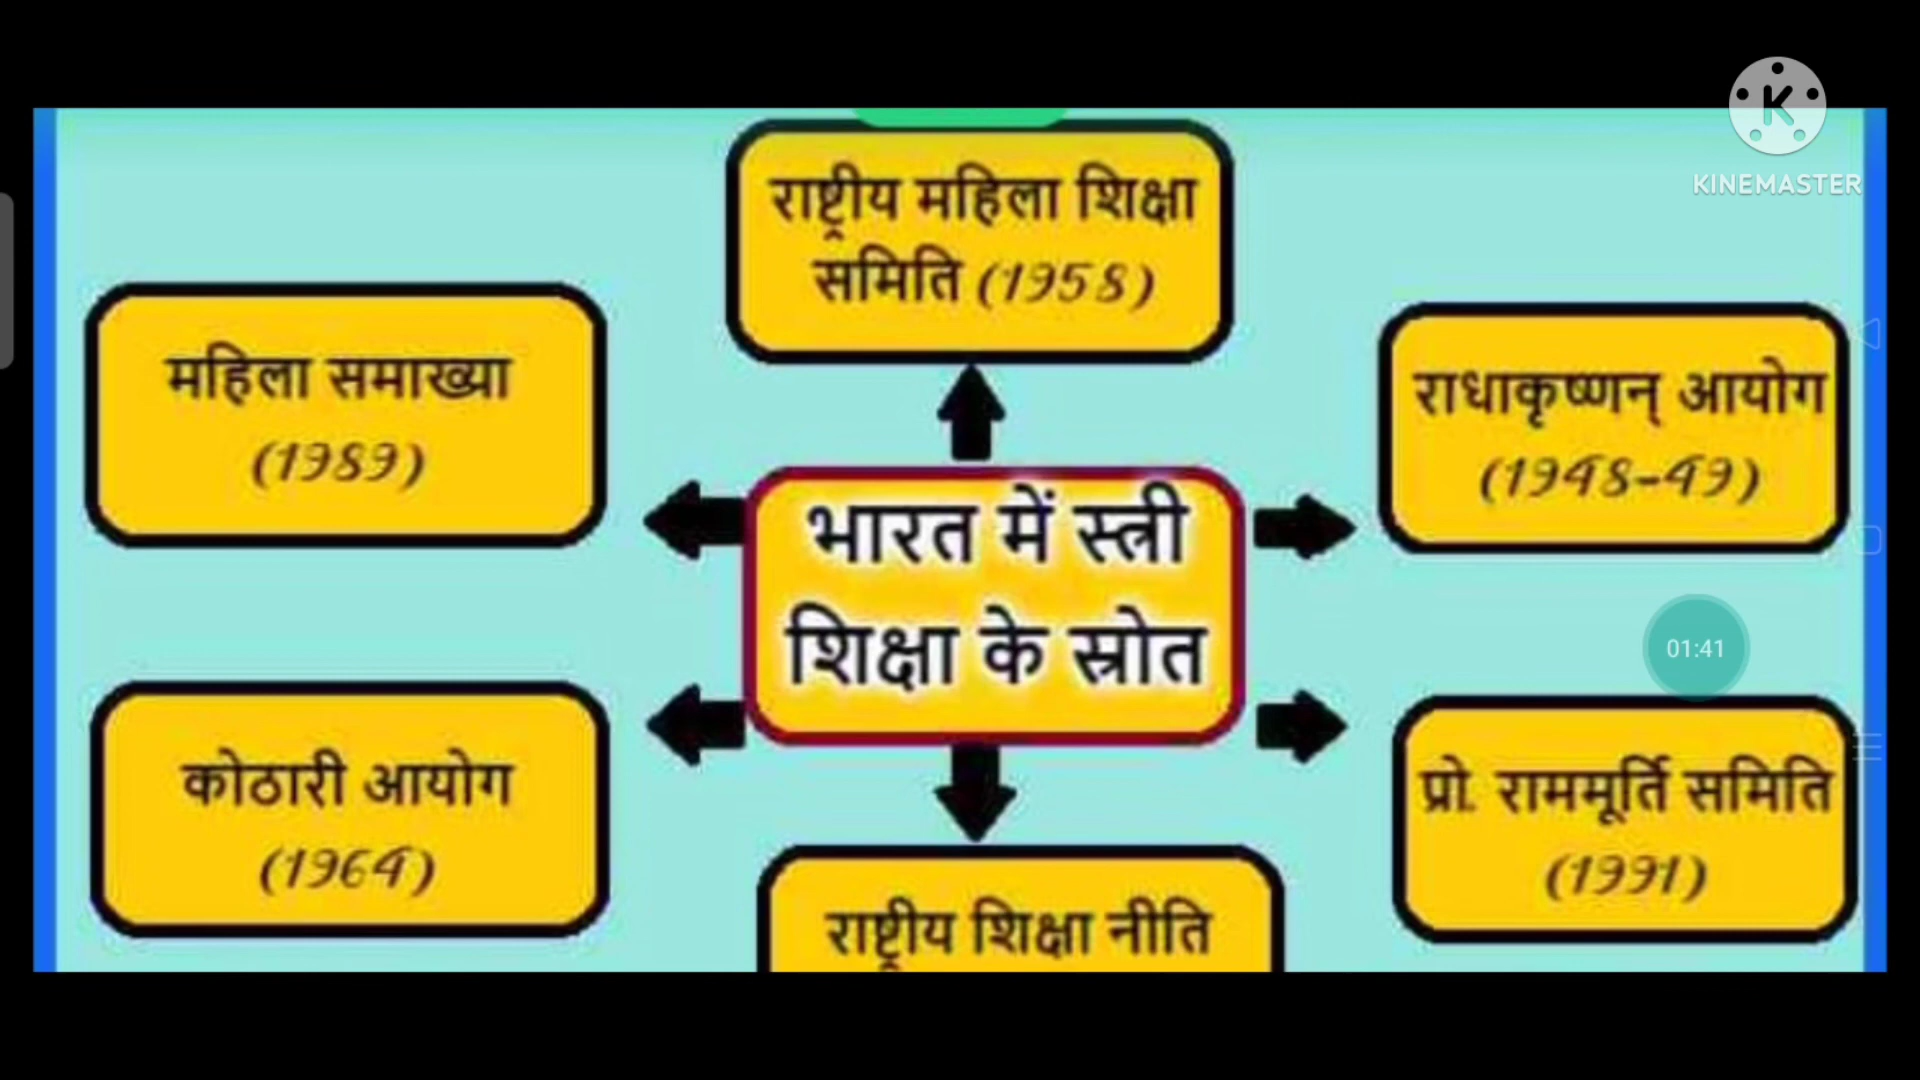 KINEMASTER
राष्ट्रीय महिला शिक्षा
समिति (1958)
महिला समाख्या
(1989)
राधाकृष्णन् आयोग
(1948-49)
भारत में स्त्री
शिक्षा के स्रोत
01:41
कोठारी आयोग
(1964)
प्रो. राममूर्ति समिति
(1991)
राष्ट्रीय शिक्षा नीति